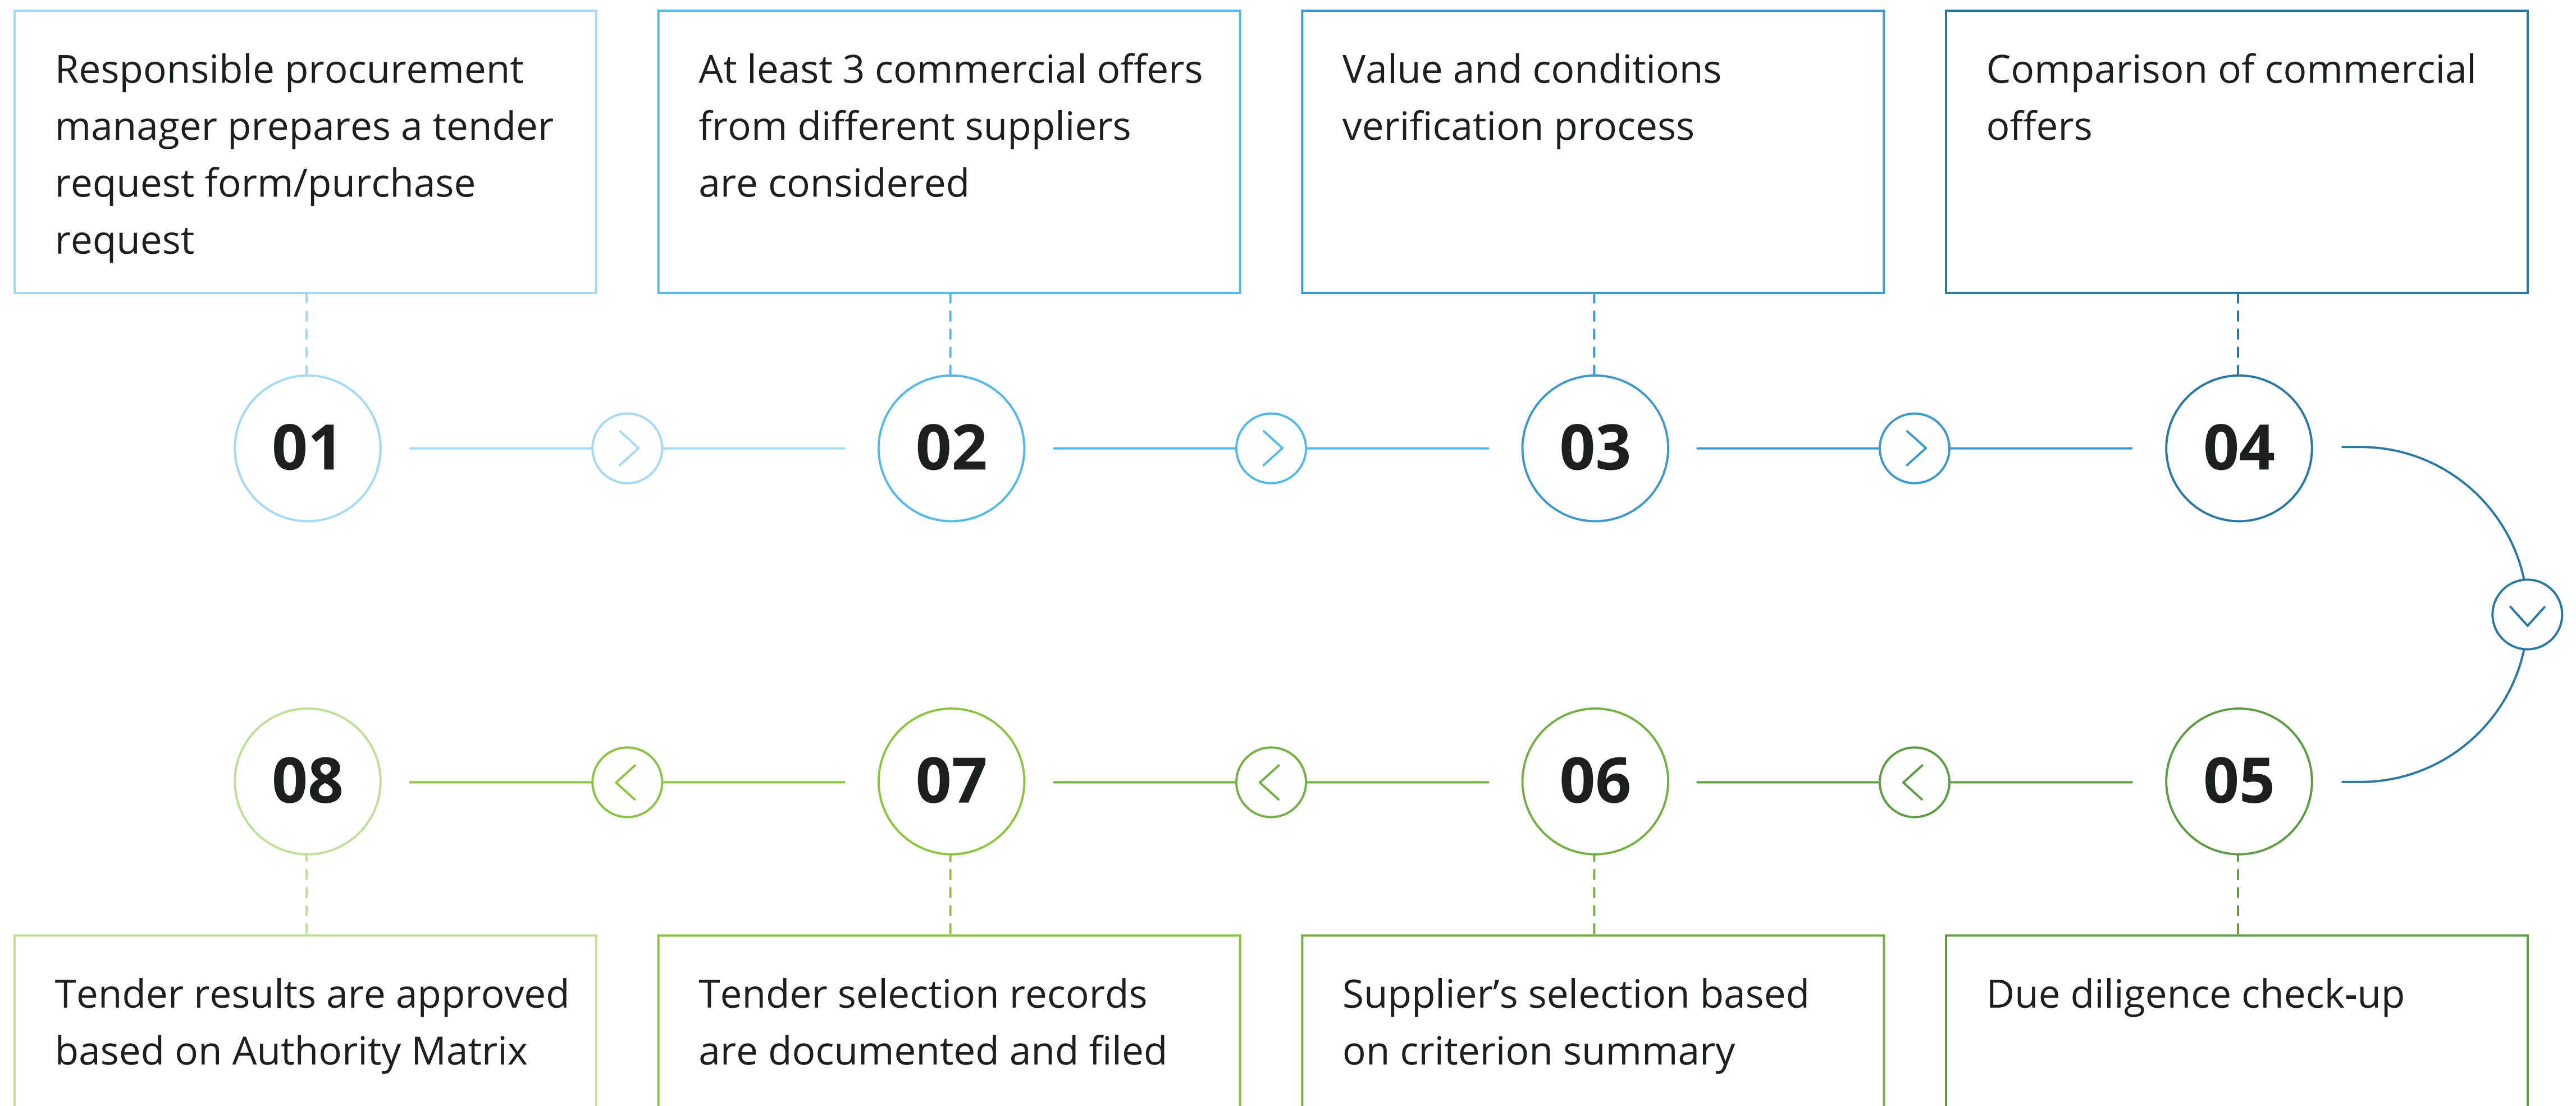 Responsible procurement
manager prepares a tender
request form/purchase
request
At least 3 commercial offers
from different suppliers
are considered
Value and conditions
verification process
Comparison of commercial
offers
01
02
03
04
08
07
06
05
Tender results are approved
based on Authority Matrix
Tender selection records
are documented and filed
Supplier’s selection based
on criterion summary
Due diligence check-up